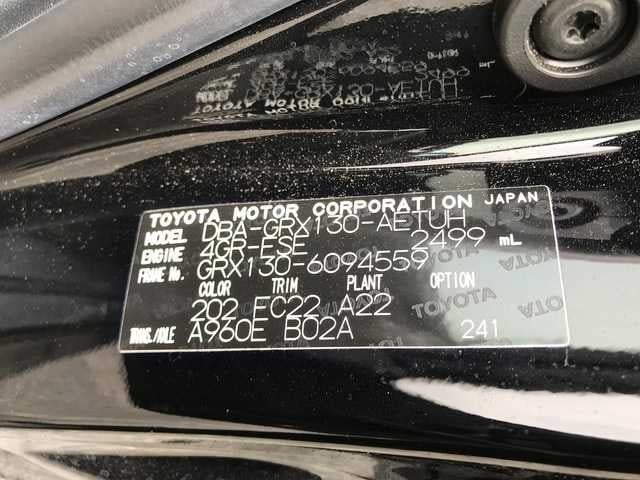 TOYOTA MOTOR CORPORATION JAPAN
MODEL DBA-GRX130-AETUH
ENGINE 4GR-FSE 2499 mL
FRAME No. GRX130-6094559
COLOR TRIM PLANT OPTION
202 FC22 A22
TRANS./AXLE A960E B02A 241